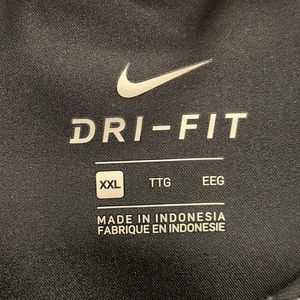 DRI-FIT
XXL TTG EEG
MADE IN INDONESIA
FABRIQUE EN INDONESIE